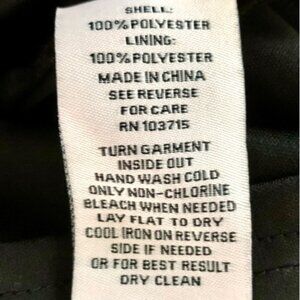 SHELL:
100% POLYESTER
LINING:
100% POLYESTER
MADE IN CHINA
SEE REVERSE
FOR CARE
RN 103715
TURN GARMENT
INSIDE OUT
HAND WASH COLD
ONLY NON-CHLORINE
BLEACH WHEN NEEDED
LAY FLAT TO DRY
COOL IRON ON REVERSE
SIDE IF NEEDED
OR FOR BEST RESULT
DRY CLEAN